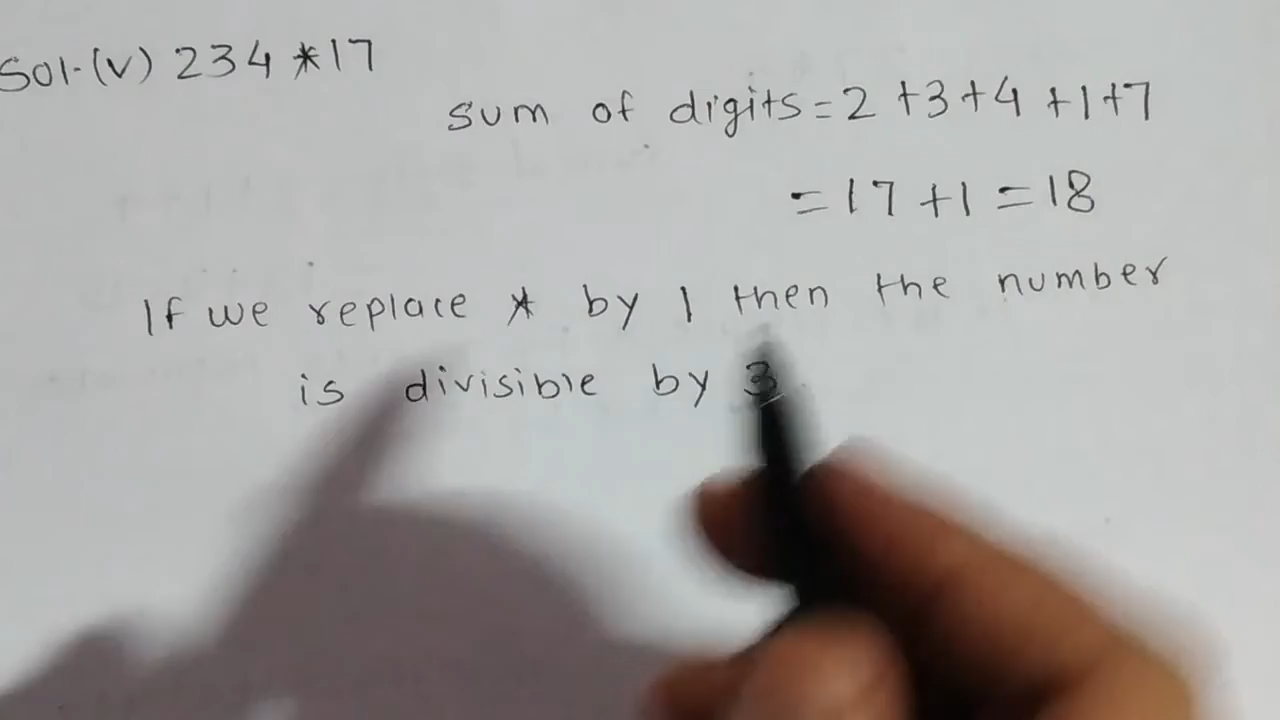 Sol-(v) 234 *17
sum of digits = 2 +3+4 +1+7
= 17 +1 = 18
If we replace * by 1 then the number
is divisible by 3